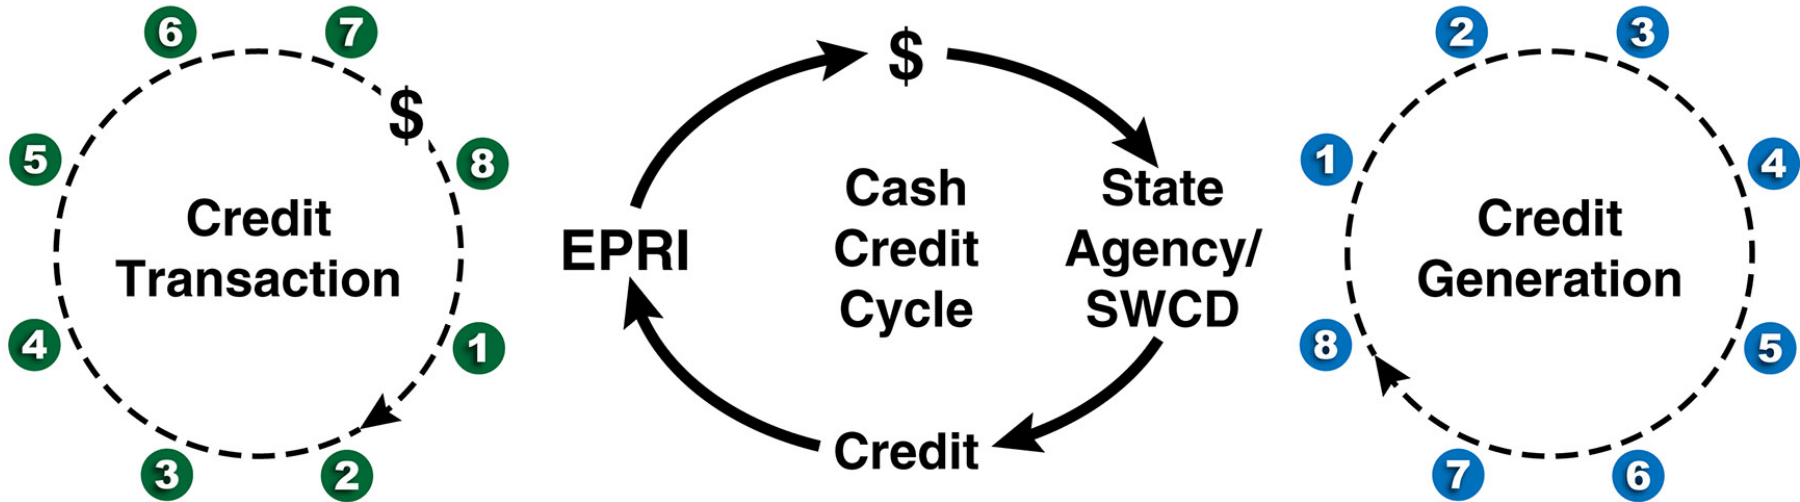 6
7
$
5
8
Credit
Transaction
4
1
3
2
$
EPRI
Cash
Credit
Cycle
State
Agency/
SWCD
Credit
2
3
1
4
Credit
Generation
8
5
7
6